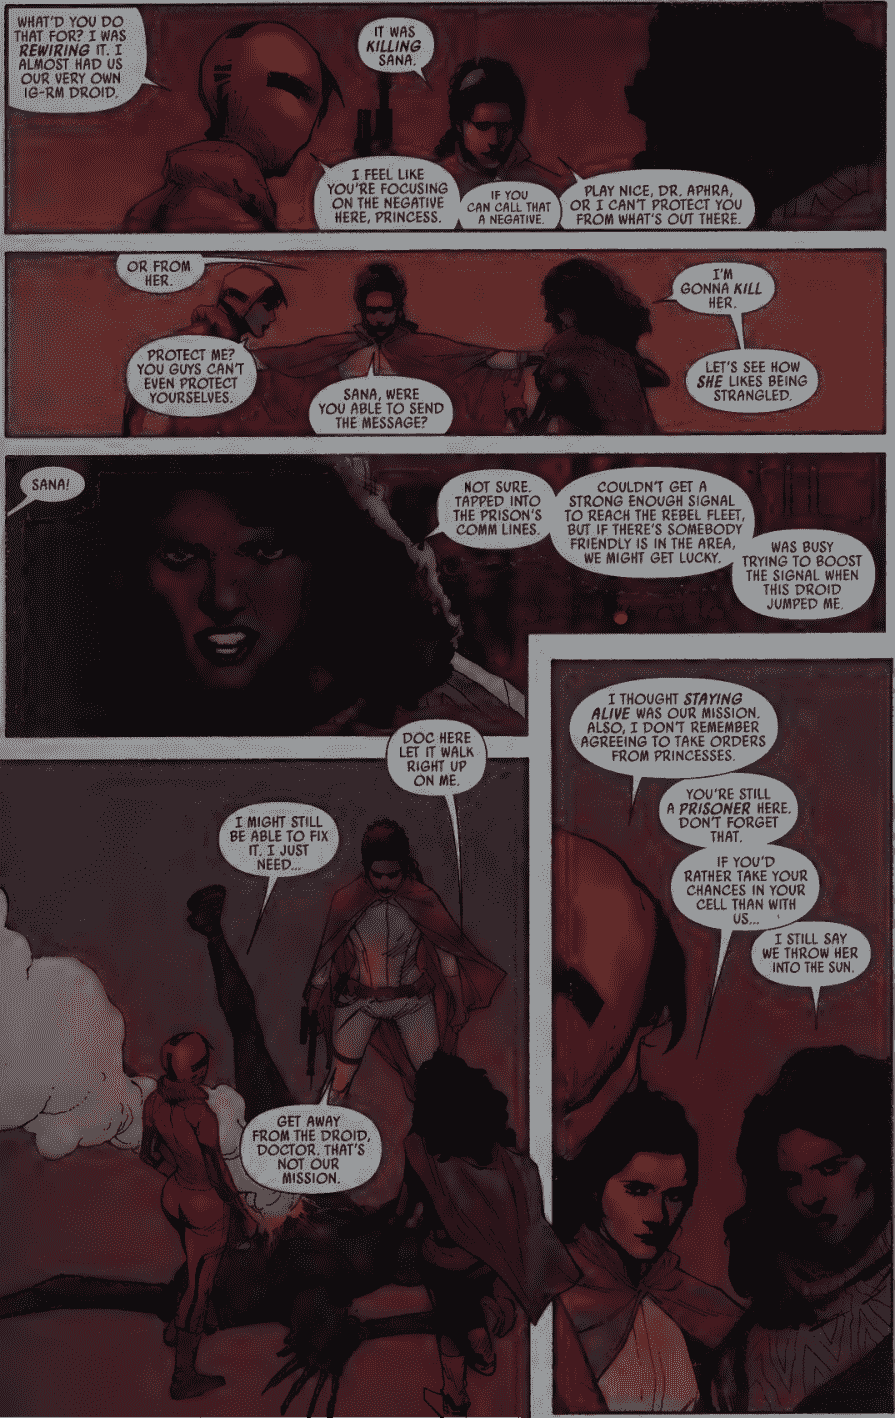 WHAT'D YOU DO
THAT FOR? I WAS
REWIRING IT. I
ALMOST HAD US
OUR VERY OWN
IG-RM DROID.
IT WAS
KILLING
SANA.
I FEEL LIKE
YOU'RE FOCUSING
ON THE NEGATIVE
HERE, PRINCESS.
IF YOU
CAN CALL THAT
A NEGATIVE.
PLAY NICE, DR. APHRA,
OR I CAN'T PROTECT YOU
FROM WHAT'S OUT THERE.
OR FROM
HER.
PROTECT ME?
YOU GUYS CAN'T
EVEN PROTECT
YOURSELVES.
SANA, WERE
YOU ABLE TO SEND
THE MESSAGE?
I'M
GONNA KILL
HER.
LET'S SEE HOW
SHE LIKES BEING
STRANGLED.
SANA!
NOT SURE.
TAPPED INTO
THE PRISON'S
COMM LINES.
COULDN'T GET A
STRONG ENOUGH SIGNAL
TO REACH THE REBEL FLEET,
BUT IF THERE'S SOMEBODY
FRIENDLY IS IN THE AREA,
WE MIGHT GET LUCKY.
WAS BUSY
TRYING TO BOOST
THE SIGNAL WHEN
THIS DROID
JUMPED ME.
DOC HERE
LET IT WALK
RIGHT UP
ON ME.
I MIGHT STILL
BE ABLE TO FIX
IT. I JUST
NEED...
GET AWAY
FROM THE DROID,
DOCTOR. THAT'S
NOT OUR
MISSION.
I THOUGHT STAYING
ALIVE WAS OUR MISSION.
ALSO, I DON'T REMEMBER
AGREEING TO TAKE ORDERS
FROM PRINCESSES.
YOU'RE STILL
A PRISONER HERE.
DON'T FORGET
THAT.
IF YOU'D
RATHER TAKE YOUR
CHANCES IN YOUR
CELL THAN WITH
US...
I STILL SAY
WE THROW HER
INTO THE SUN.